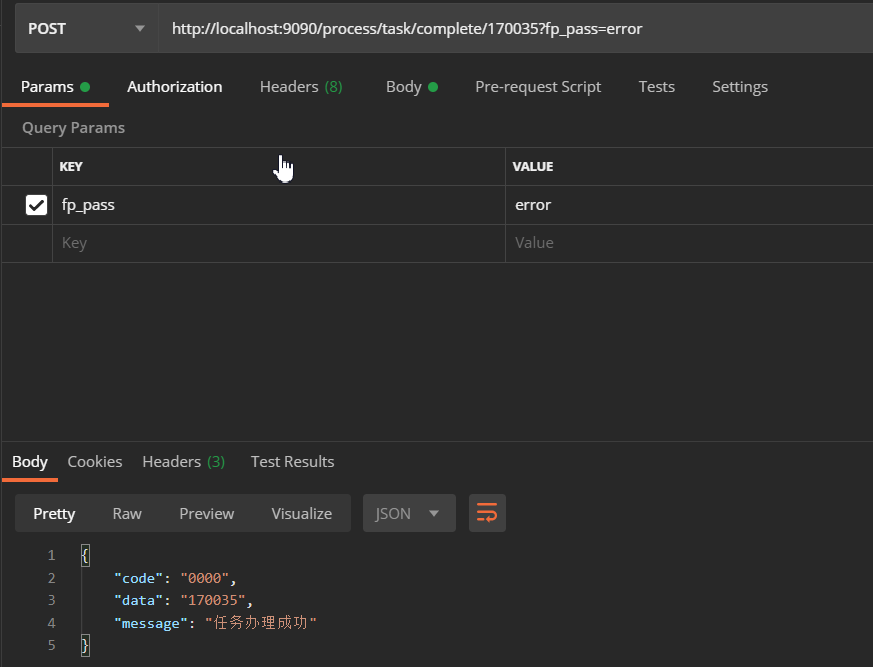 POST http://localhost:9090/process/task/complete/170035?fp_pass=error
Params Authorization Headers (8) Body Pre-request Script Tests Settings
Query Params
KEY VALUE
fp_pass error
Key Value
Body Cookies Headers (3) Test Results
Pretty Raw Preview Visualize JSON
1 {
2 "code": "0000",
3 "data": "170035",
4 "message": "任务办理成功"
5 }